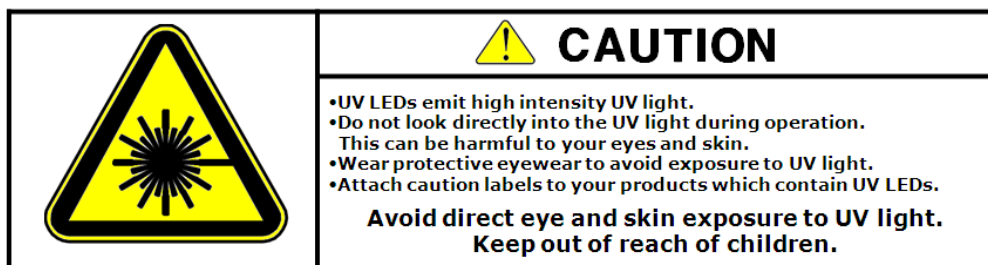 CAUTION
•UV LEDs emit high intensity UV light.
•Do not look directly into the UV light during operation.
This can be harmful to your eyes and skin.
•Wear protective eyewear to avoid exposure to UV light.
•Attach caution labels to your products which contain UV LEDs.
Avoid direct eye and skin exposure to UV light.
Keep out of reach of children.